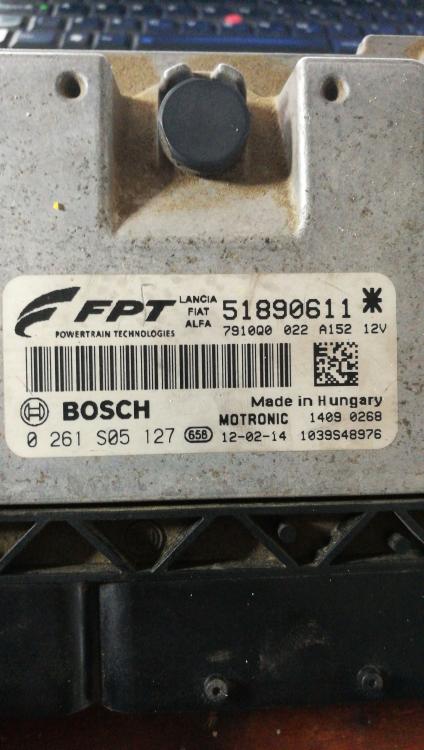 FPT
POWERTRAIN TECHNOLOGIES
LANCIA
FIAT
ALFA
51890611
7910Q0 022 A152 12V
BOSCH
Made in Hungary
MOTRONIC 1409 0268
0 261 S05 127 658 12-02-14 1039S48976